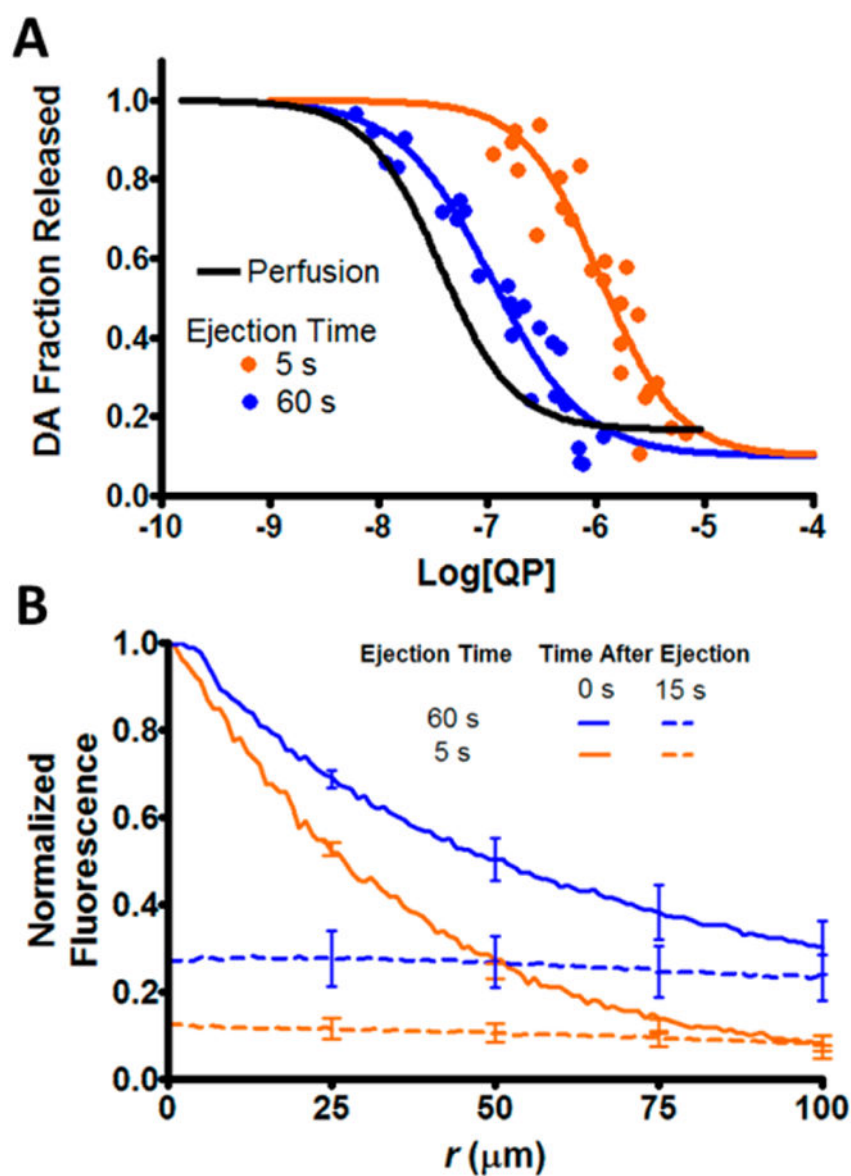 A
DA Fraction Released
1.0
0.8
0.6
0.4
0.2
0.0
Perfusion
Ejection Time
5 s
60 s
-10 -9 -8 -7 -6 -5 -4
Log[QP]
B
Normalized
Fluorescence
1.0
0.8
0.6
0.4
0.2
0.0
Ejection Time Time After Ejection
0 s 15 s
60 s
5 s
0 25 50 75 100
r (μm)